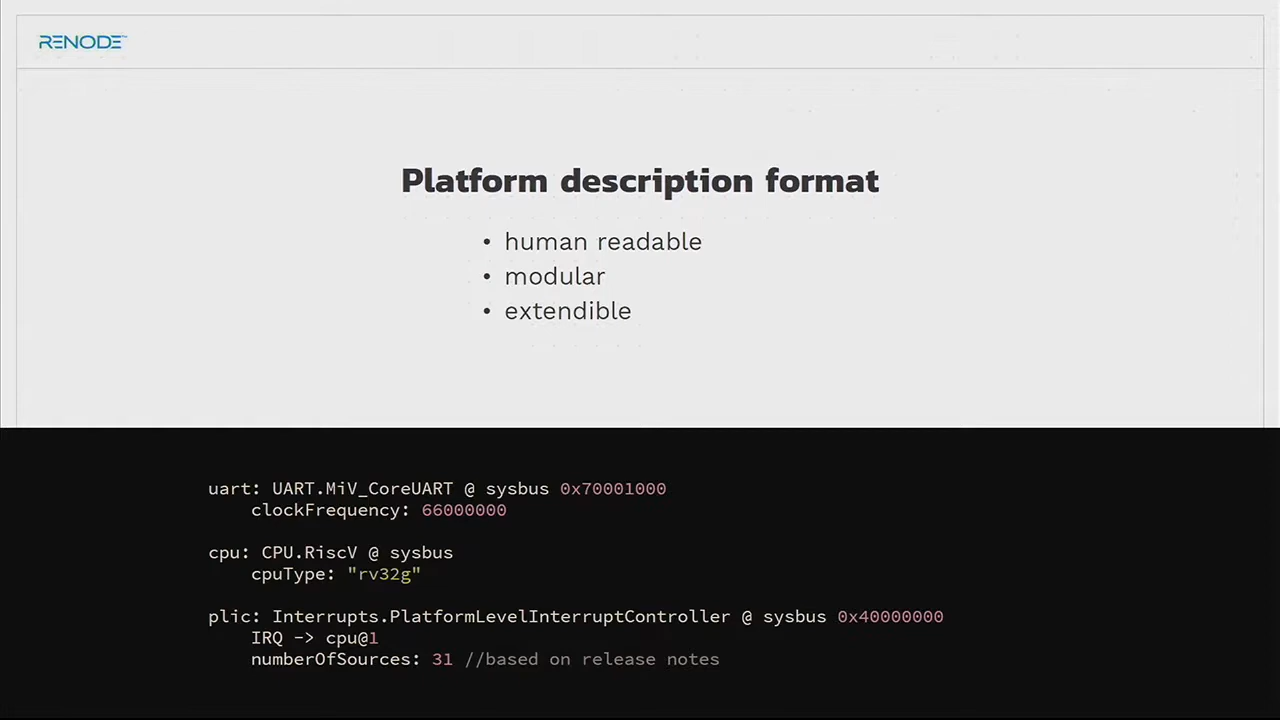 RENODE™
Platform description format
• human readable
• modular
• extendible
uart: UART.MiV_CoreUART @ sysbus 0x70001000
    clockFrequency: 66000000
cpu: CPU.RiscV @ sysbus
    cpuType: "rv32g"
plic: Interrupts.PlatformLevelInterruptController @ sysbus 0x40000000
    IRQ -> cpu@1
    numberOfSources: 31 //based on release notes